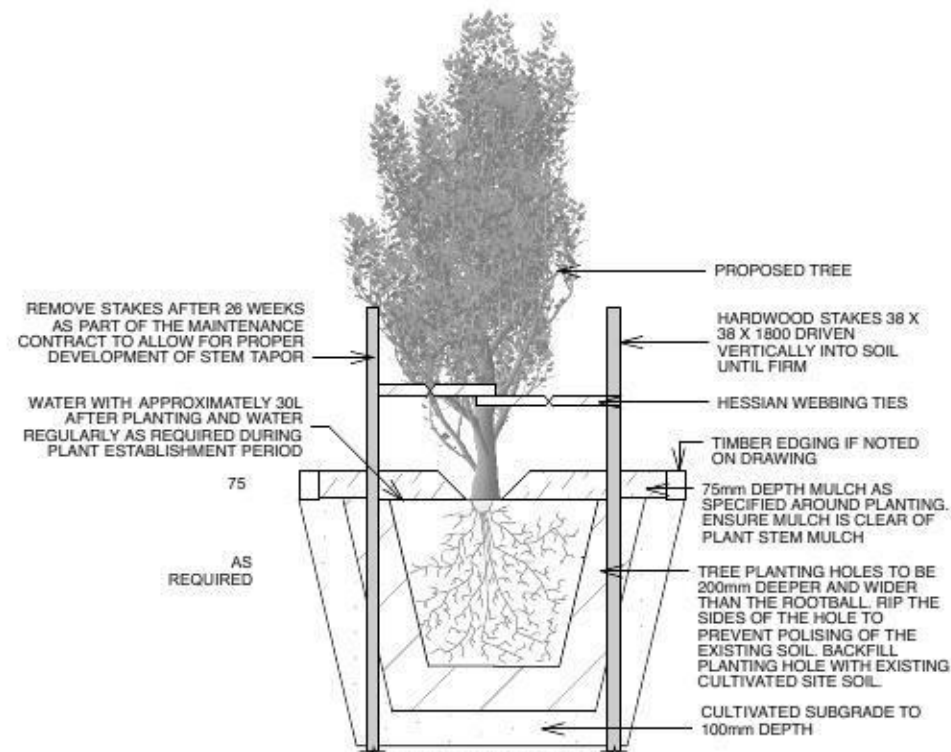 REMOVE STAKES AFTER 26 WEEKS
AS PART OF THE MAINTENANCE
CONTRACT TO ALLOW FOR PROPER
DEVELOPMENT OF STEM TAPOR
WATER WITH APPROXIMATELY 30L
AFTER PLANTING AND WATER
REGULARLY AS REQUIRED DURING
PLANT ESTABLISHMENT PERIOD
75
AS
REQUIRED
PROPOSED TREE
HARDWOOD STAKES 38 X
38 X 1800 DRIVEN
VERTICALLY INTO SOIL
UNTIL FIRM
HESSIAN WEBBING TIES
TIMBER EDGING IF NOTED
ON DRAWING
75mm DEPTH MULCH AS
SPECIFIED AROUND PLANTING.
ENSURE MULCH IS CLEAR OF
PLANT STEM MULCH
TREE PLANTING HOLES TO BE
200mm DEEPER AND WIDER
THAN THE ROOTBALL. RIP THE
SIDES OF THE HOLE TO
PREVENT POLISING OF THE
EXISTING SOIL. BACKFILL
PLANTING HOLE WITH EXISTING
CULTIVATED SITE SOIL.
CULTIVATED SUBGRADE TO
100mm DEPTH